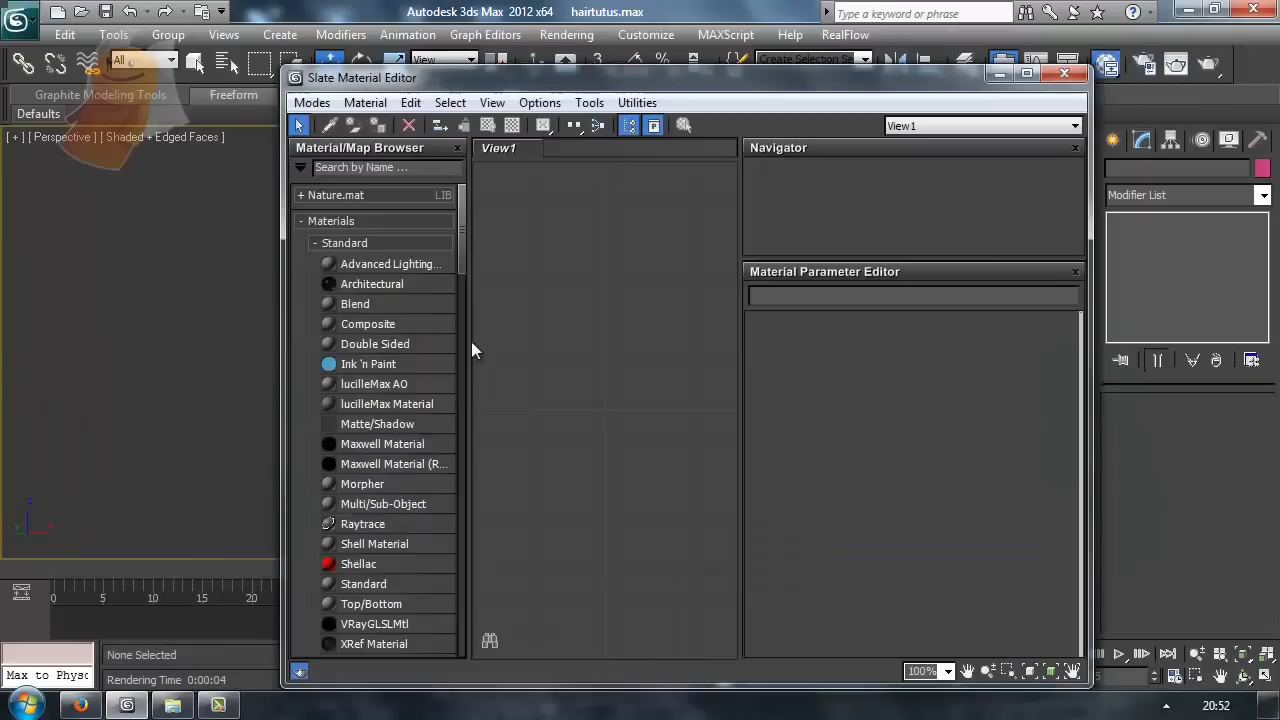 Autodesk 3ds Max 2012 x64 hairtutus.max
Type a keyword or phrase
Edit Tools Group Views Create Modifiers Animation Graph Editors Rendering Customize MAXScript Help RealFlow
All View 3 Create Selection Se
Graphite Modeling Tools Freeform
Defaults
[ + ] [ Perspective ] [ Shaded + Edged Faces ]
Slate Material Editor
Modes Material Edit Select View Options Tools Utilities
View1
Material/Map Browser
View1
Navigator
Search by Name ...
+ Nature.mat LIB
- Materials
- Standard
Advanced Lighting...
Architectural
Blend
Composite
Double Sided
Ink 'n Paint
lucilleMax AO
lucilleMax Material
Matte/Shadow
Maxwell Material
Maxwell Material (R...
Morpher
Multi/Sub-Object
Raytrace
Shell Material
Shellac
Standard
Top/Bottom
VRayGLSLMtl
XRef Material
Material Parameter Editor
100%
Modifier List
0 5 10 15 20
None Selected
Max to Phys:
Rendering Time 0:00:04
20:52